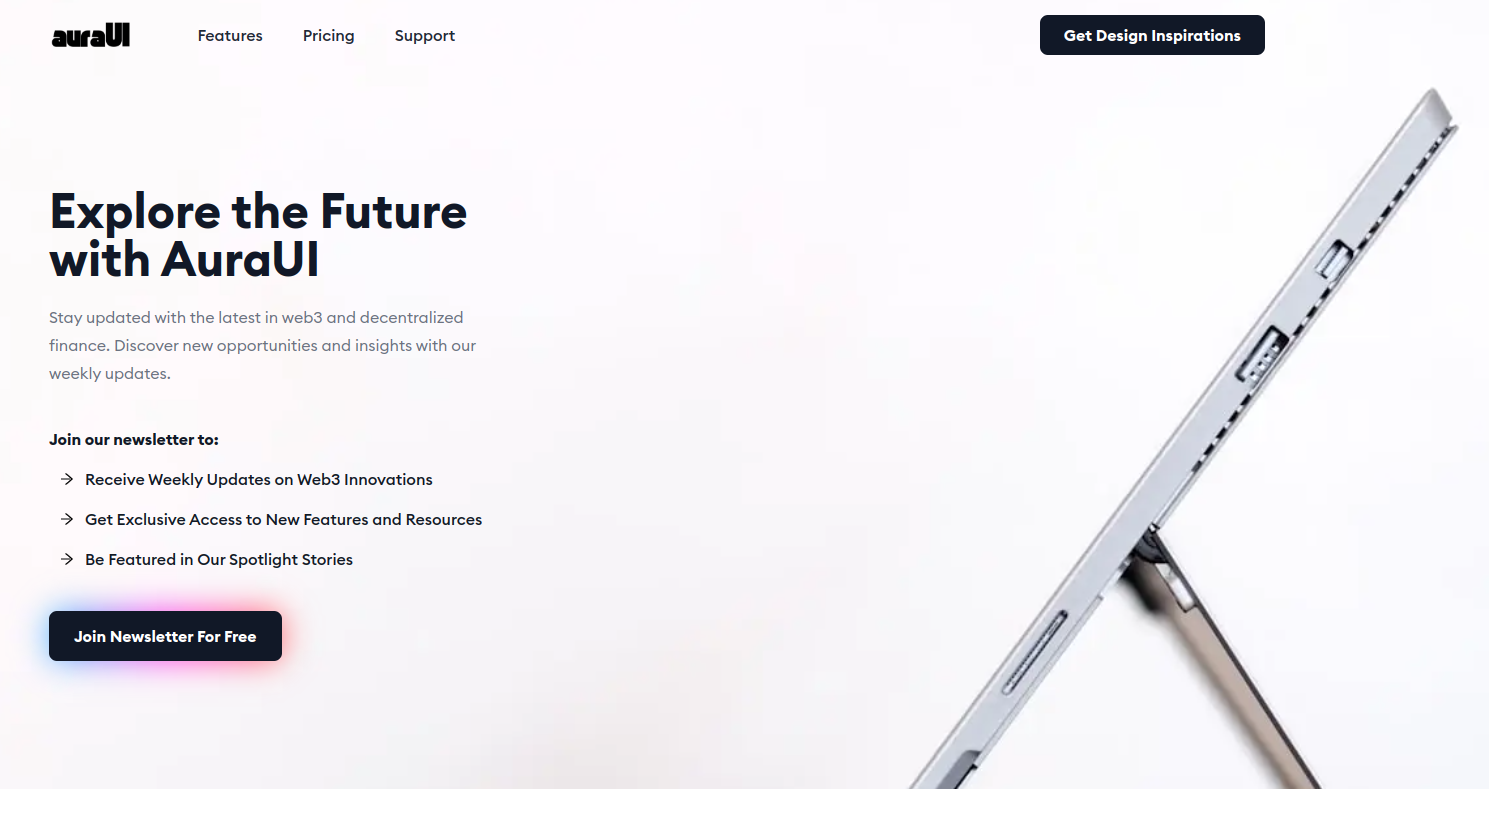 auraUI
Features
Pricing
Support
Get Design Inspirations
Explore the Future
with AuraUI
Stay updated with the latest in web3 and decentralized
finance. Discover new opportunities and insights with our
weekly updates.
Join our newsletter to:
Receive Weekly Updates on Web3 Innovations
Get Exclusive Access to New Features and Resources
Be Featured in Our Spotlight Stories
Join Newsletter For Free